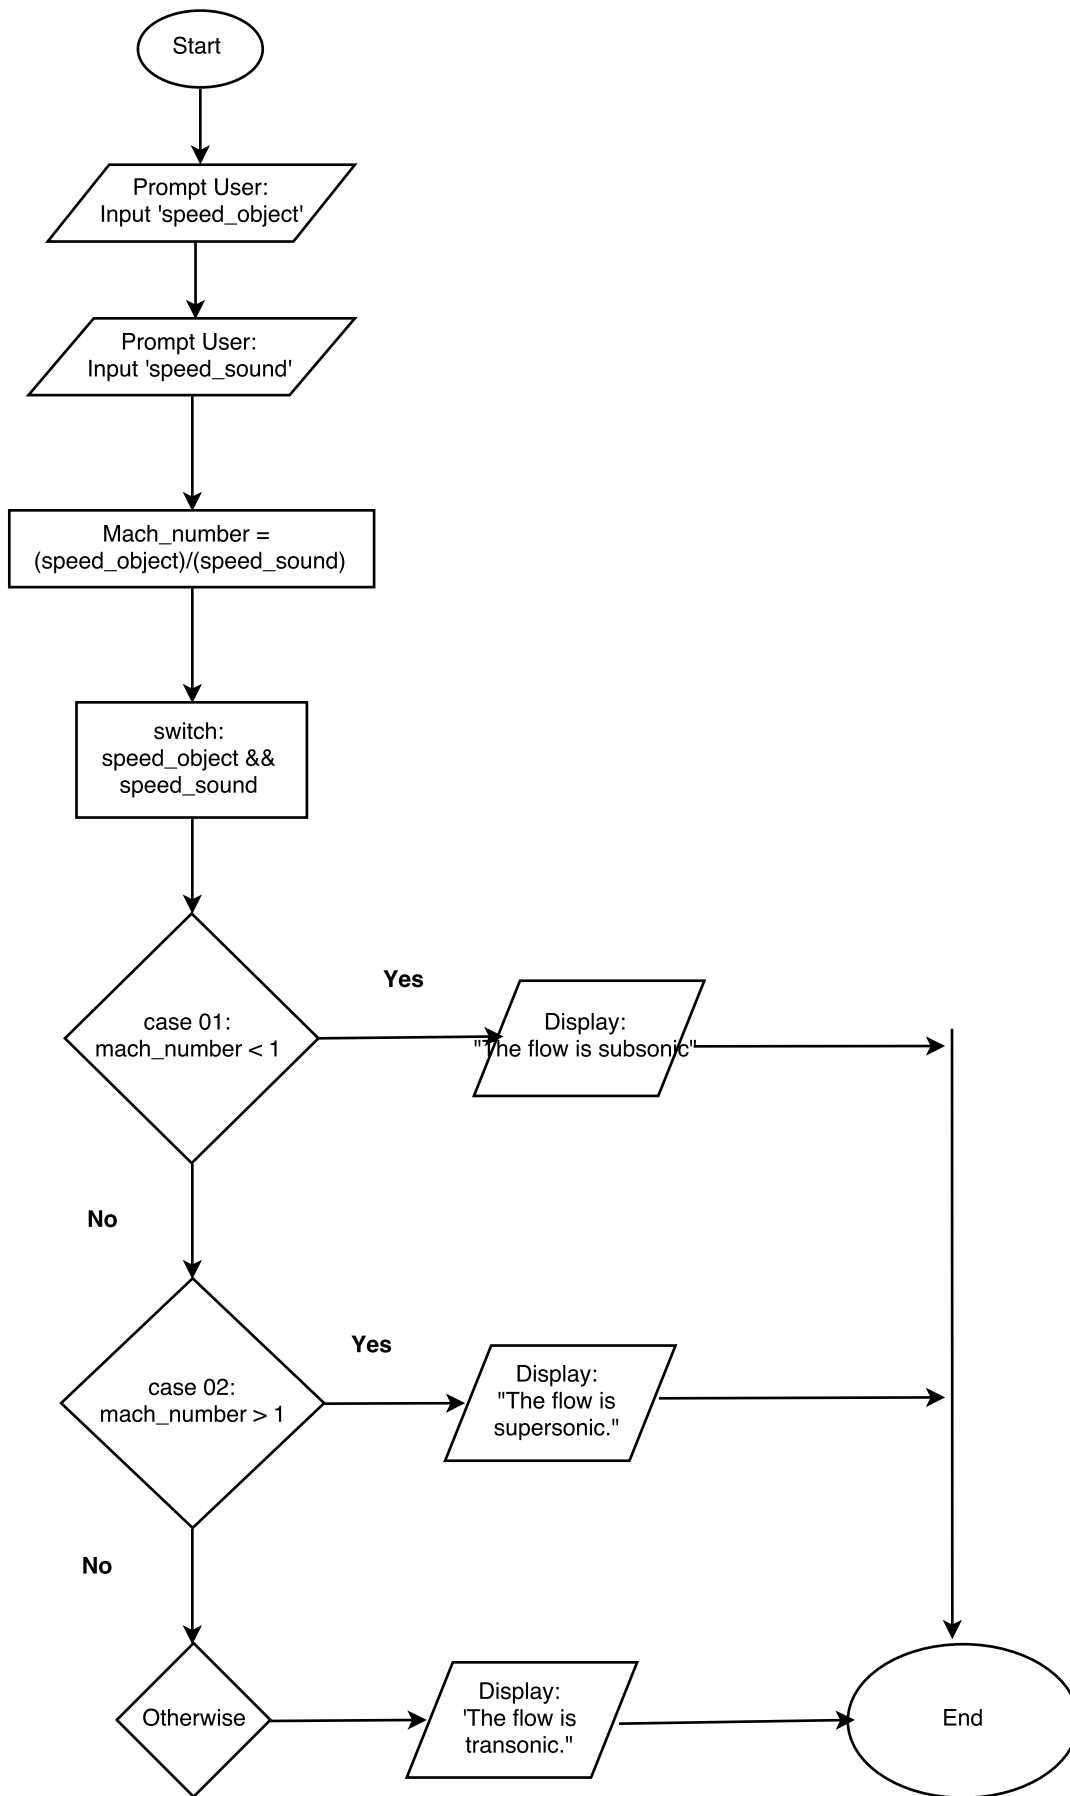 Start
Prompt User:
Input 'speed_object'
Prompt User:
Input 'speed_sound'
Mach_number =
(speed_object)/(speed_sound)
switch:
speed_object &&
speed_sound
case 01:
mach_number < 1
Yes
Display:
"The flow is subsonic"
No
case 02:
mach_number > 1
Yes
Display:
"The flow is
supersonic."
No
Otherwise
Display:
'The flow is
transonic."
End